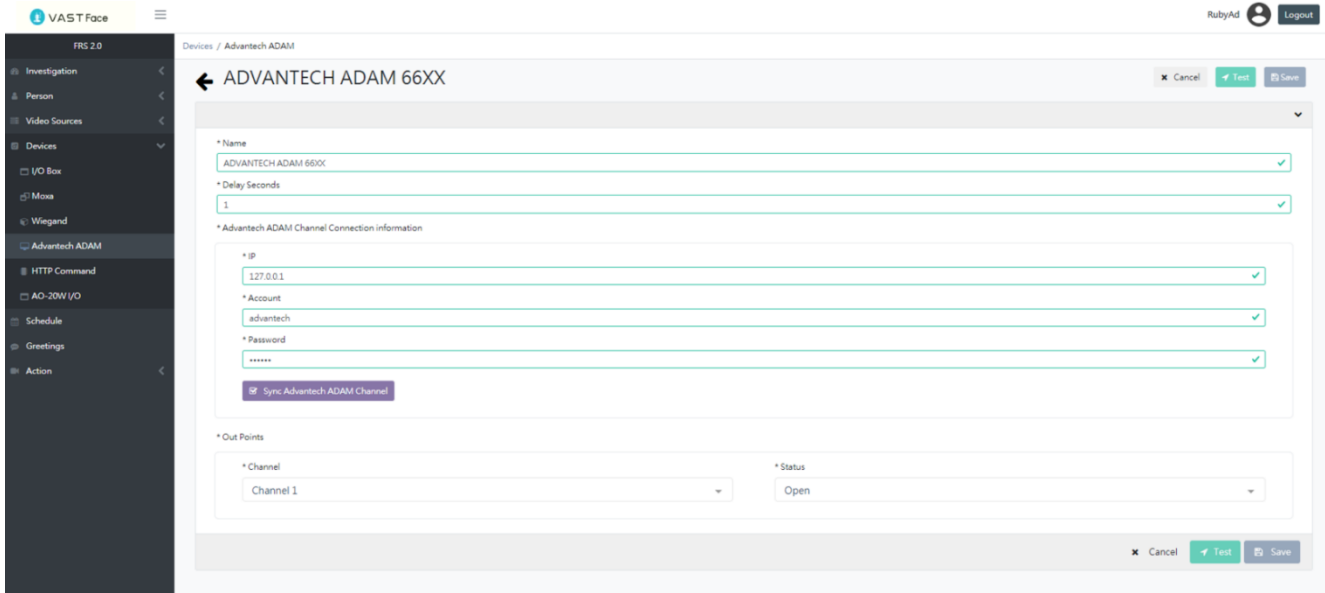 VAST Face
RubyAd
Logout
FRS 2.0
Devices / Advantech ADAM
Investigation
Person
Video Sources
Devices
I/O Box
Moxa
Wiegand
Advantech ADAM
HTTP Command
AO-20W I/O
Schedule
Greetings
Action
ADVANTECH ADAM 66XX
Cancel
Test
Save
* Name
ADVANTECH ADAM 66XX
* Delay Seconds
1
* Advantech ADAM Channel Connection information
* IP
127.0.0.1
* Account
advantech
* Password
••••••
Sync Advantech ADAM Channel
* Out Points
* Channel
* Status
Channel 1
Open
Cancel
Test
Save